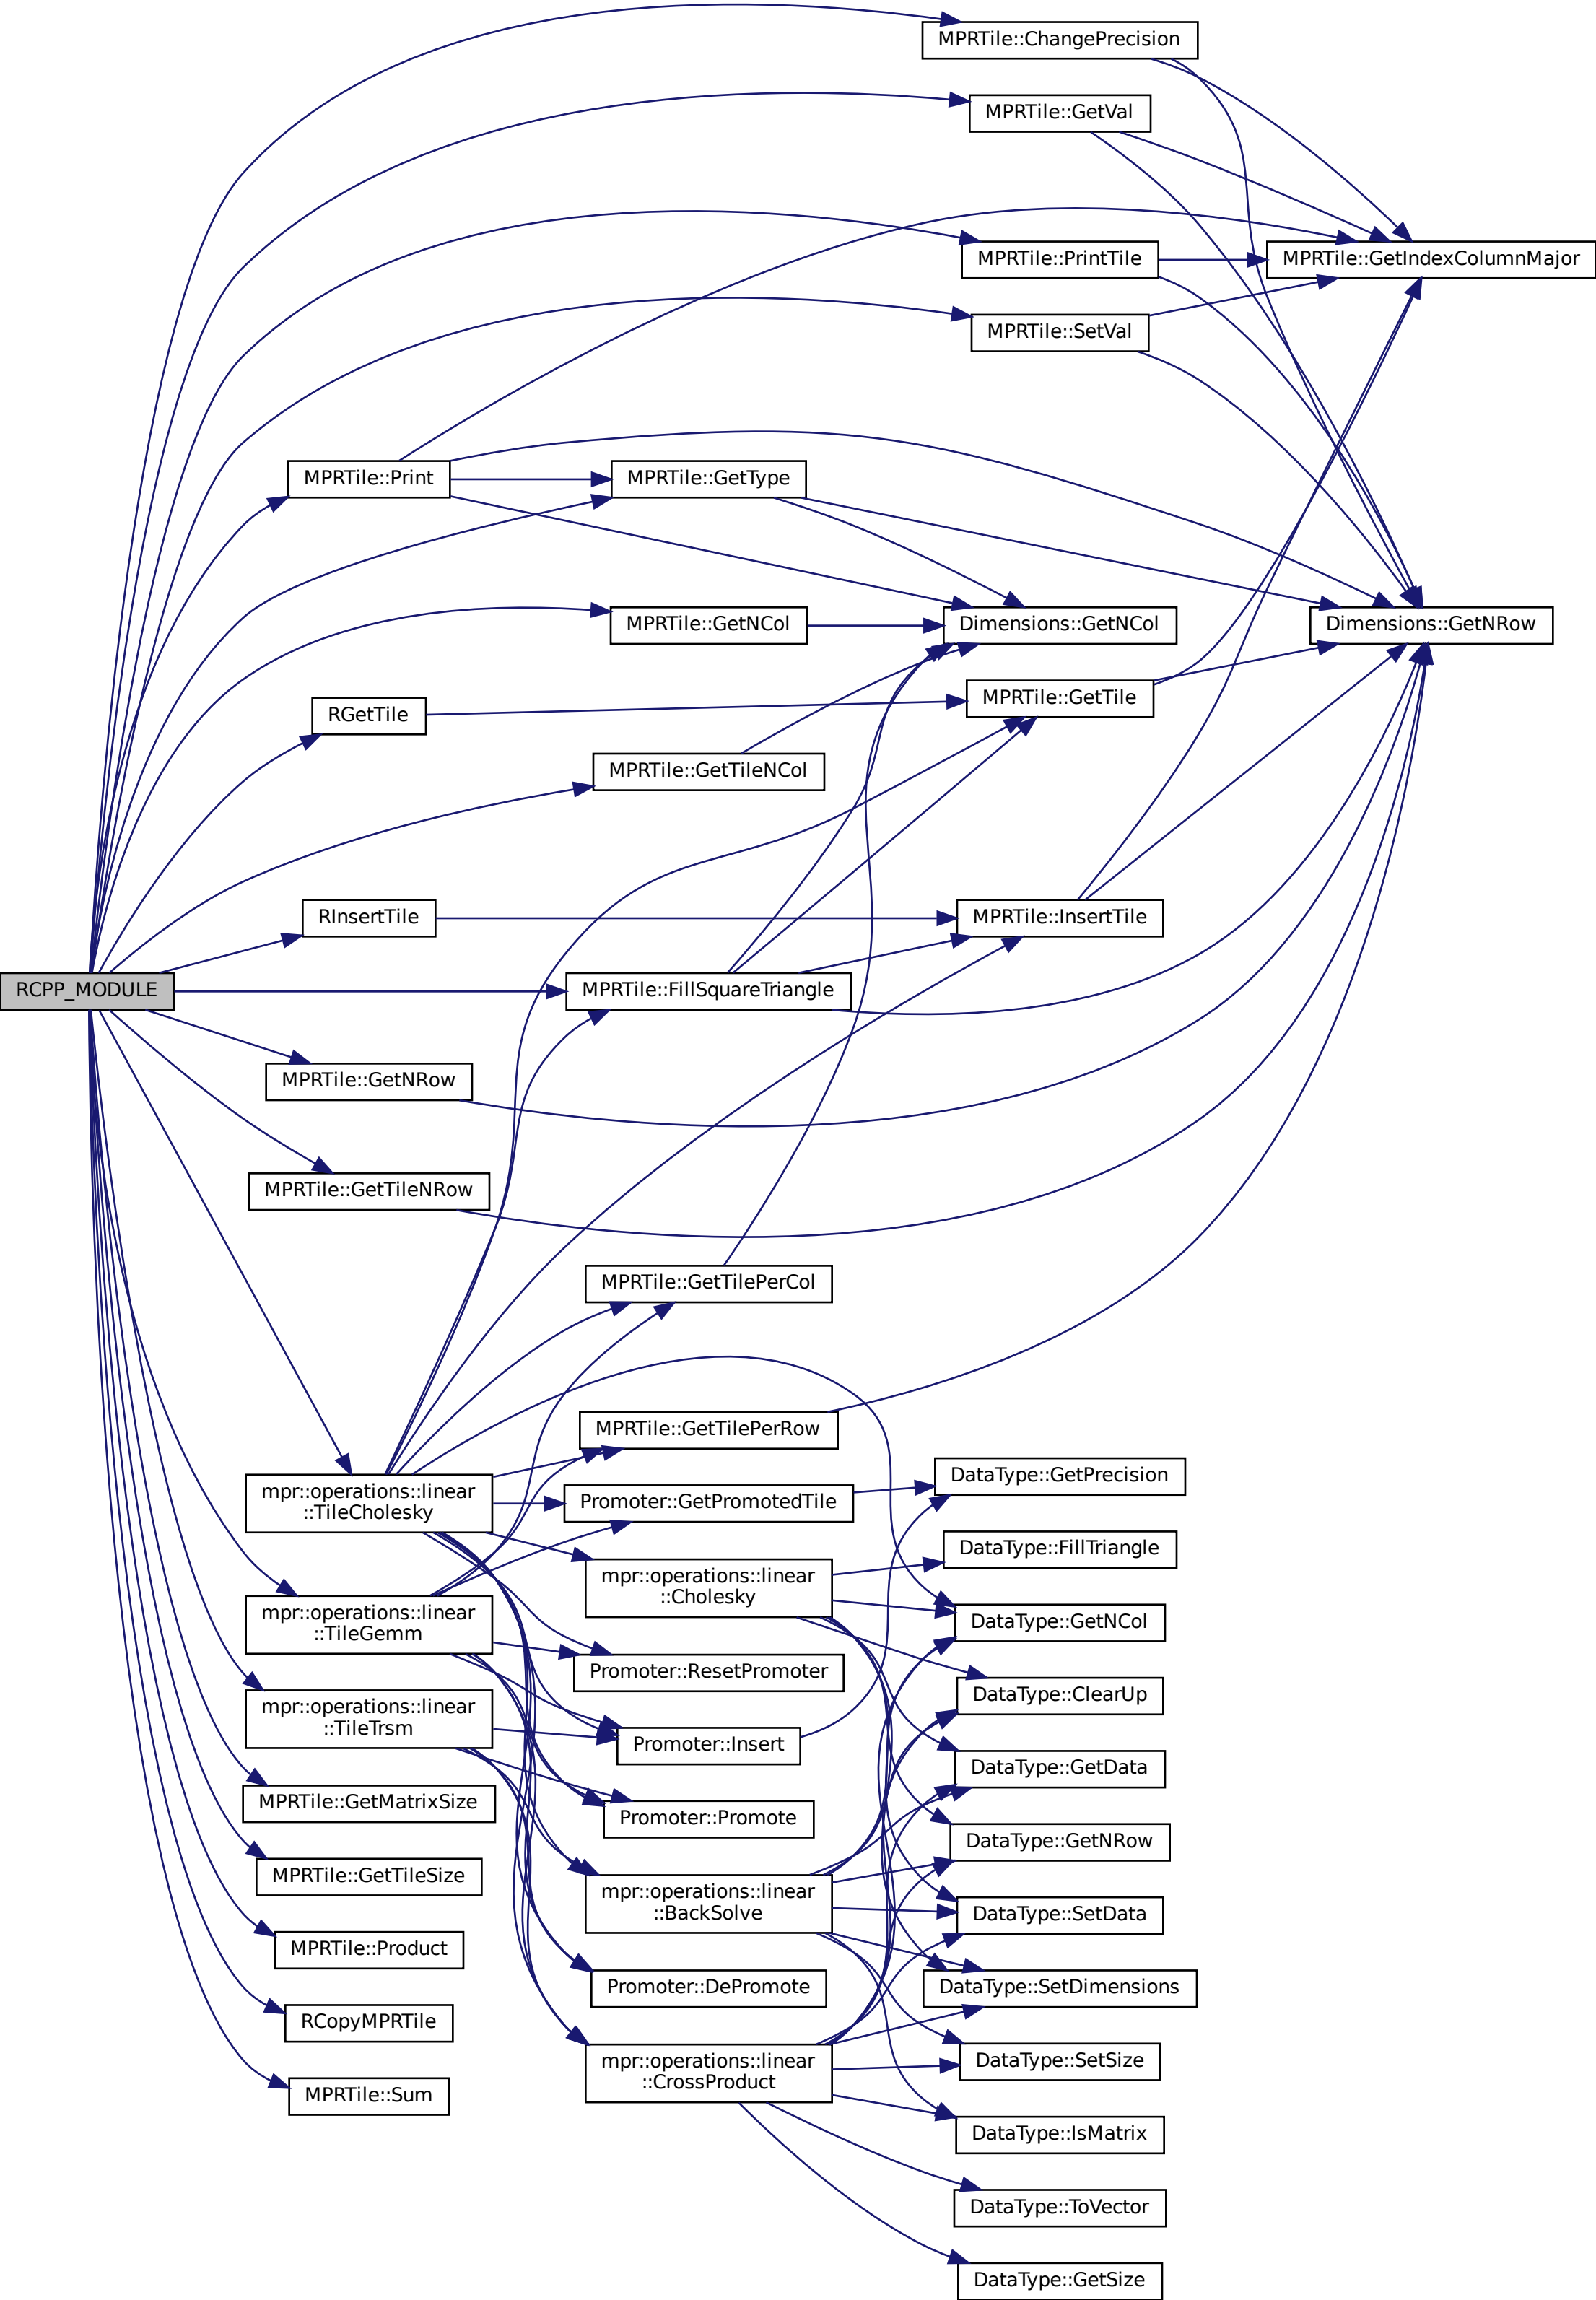 MPRTile::ChangePrecision
MPRTile::GetVal
MPRTile::PrintTile
MPRTile::GetIndexColumnMajor
MPRTile::SetVal
MPRTile::Print
MPRTile::GetType
MPRTile::GetNCol
Dimensions::GetNCol
Dimensions::GetNRow
MPRTile::GetTile
RGetTile
MPRTile::GetTileNCol
RInsertTile
MPRTile::InsertTile
RCPP_MODULE
MPRTile::FillSquareTriangle
MPRTile::GetNRow
MPRTile::GetTileNRow
MPRTile::GetTilePerCol
MPRTile::GetTilePerRow
DataType::GetPrecision
mpr::operations::linear
::TileCholesky
Promoter::GetPromotedTile
DataType::FillTriangle
mpr::operations::linear
::Cholesky
DataType::GetNCol
mpr::operations::linear
::TileGemm
Promoter::ResetPromoter
DataType::ClearUp
mpr::operations::linear
::TileTrsm
Promoter::Insert
DataType::GetData
MPRTile::GetMatrixSize
Promoter::Promote
DataType::GetNRow
MPRTile::GetTileSize
mpr::operations::linear
::BackSolve
DataType::SetData
MPRTile::Product
Promoter::DePromote
DataType::SetDimensions
RCopyMPRTile
mpr::operations::linear
::CrossProduct
DataType::SetSize
MPRTile::Sum
DataType::IsMatrix
DataType::ToVector
DataType::GetSize